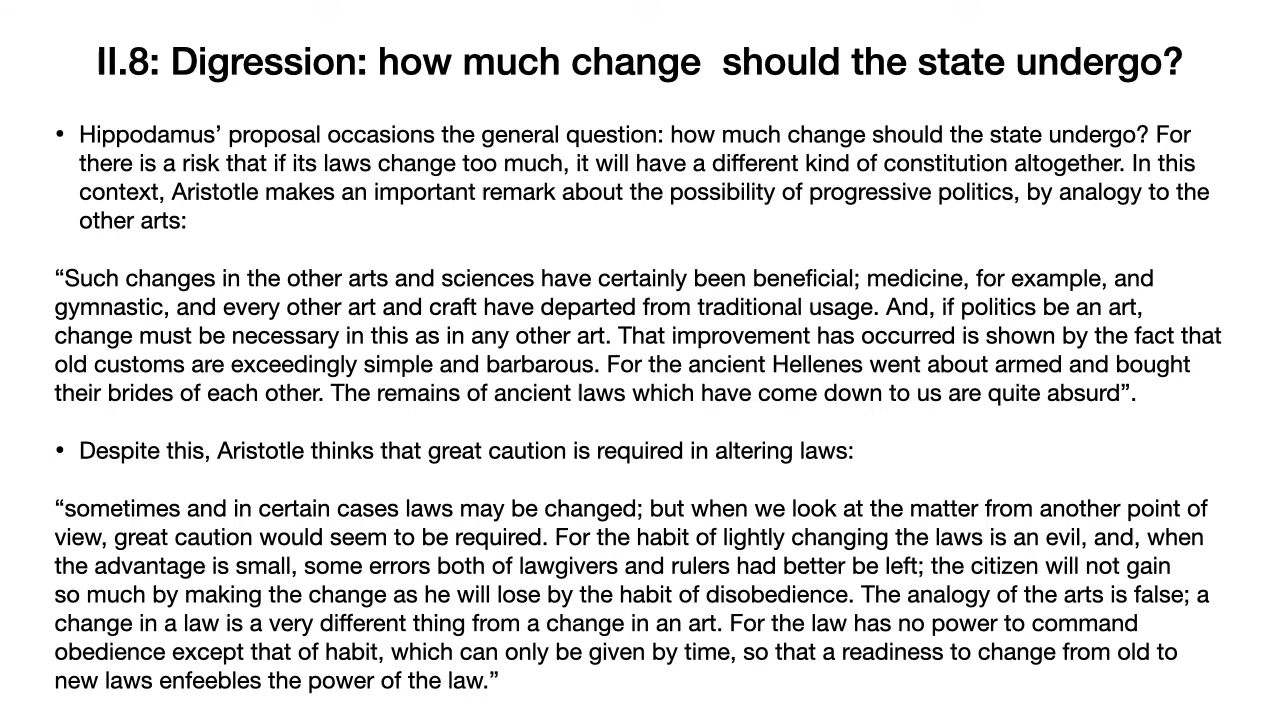 II.8: Digression: how much change  should the state undergo?
• Hippodamus’ proposal occasions the general question: how much change should the state undergo? For
there is a risk that if its laws change too much, it will have a different kind of constitution altogether. In this
context, Aristotle makes an important remark about the possibility of progressive politics, by analogy to the
other arts:
“Such changes in the other arts and sciences have certainly been beneficial; medicine, for example, and
gymnastic, and every other art and craft have departed from traditional usage. And, if politics be an art,
change must be necessary in this as in any other art. That improvement has occurred is shown by the fact that
old customs are exceedingly simple and barbarous. For the ancient Hellenes went about armed and bought
their brides of each other. The remains of ancient laws which have come down to us are quite absurd”.
• Despite this, Aristotle thinks that great caution is required in altering laws:
“sometimes and in certain cases laws may be changed; but when we look at the matter from another point of
view, great caution would seem to be required. For the habit of lightly changing the laws is an evil, and, when
the advantage is small, some errors both of lawgivers and rulers had better be left; the citizen will not gain
so much by making the change as he will lose by the habit of disobedience. The analogy of the arts is false; a
change in a law is a very different thing from a change in an art. For the law has no power to command
obedience except that of habit, which can only be given by time, so that a readiness to change from old to
new laws enfeebles the power of the law.”